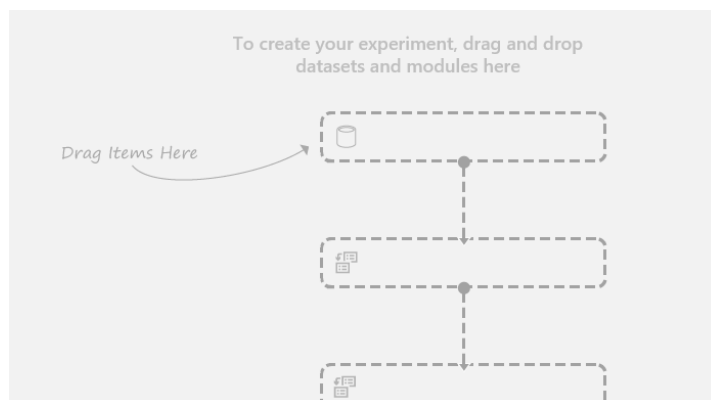 To create your experiment, drag and drop
datasets and modules here
Drag Items Here